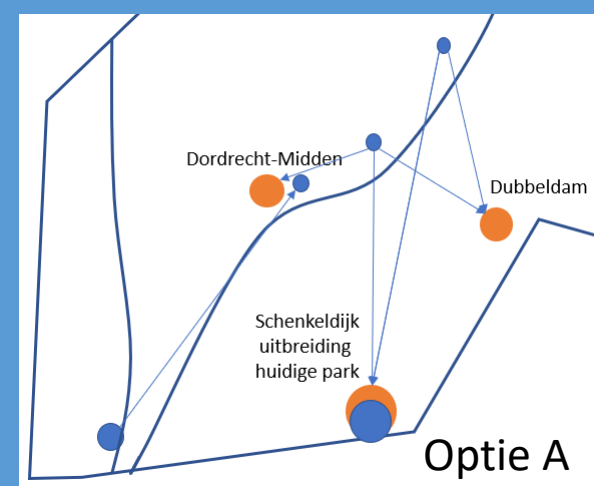 Dordrecht-Midden
Dubbeldam
Schenkeldijk
uitbreiding
huidige park
Optie A